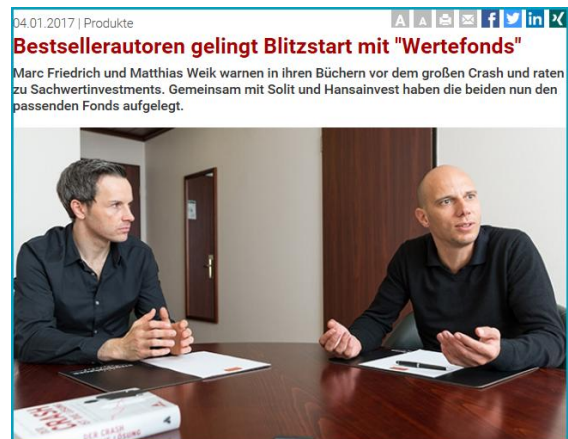 04.01.2017 | Produkte
Bestsellerautoren gelingt Blitzstart mit "Wertefonds"
Marc Friedrich und Matthias Weik warnen in ihren Büchern vor dem großen Crash und raten
zu Sachwertinvestments. Gemeinsam mit Solit und Hansainvest haben die beiden nun den
passenden Fonds aufgelegt.
CRASH
DER CRASH